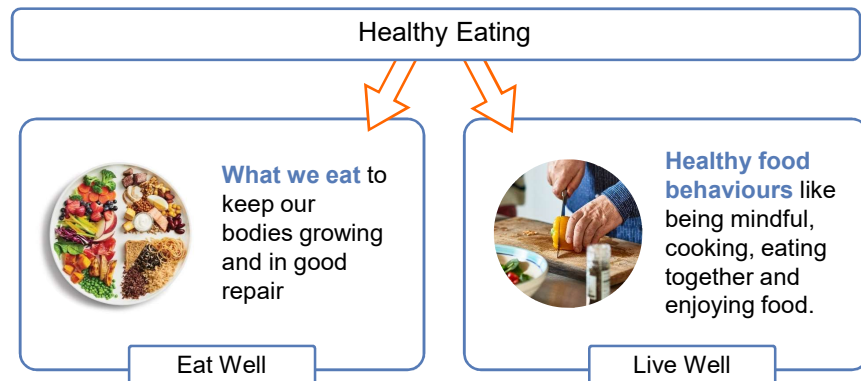 Healthy Eating
What we eat to
keep our
bodies growing
and in good
repair
Eat Well
Healthy food
behaviours like
being mindful,
cooking, eating
together and
enjoying food.
Live Well